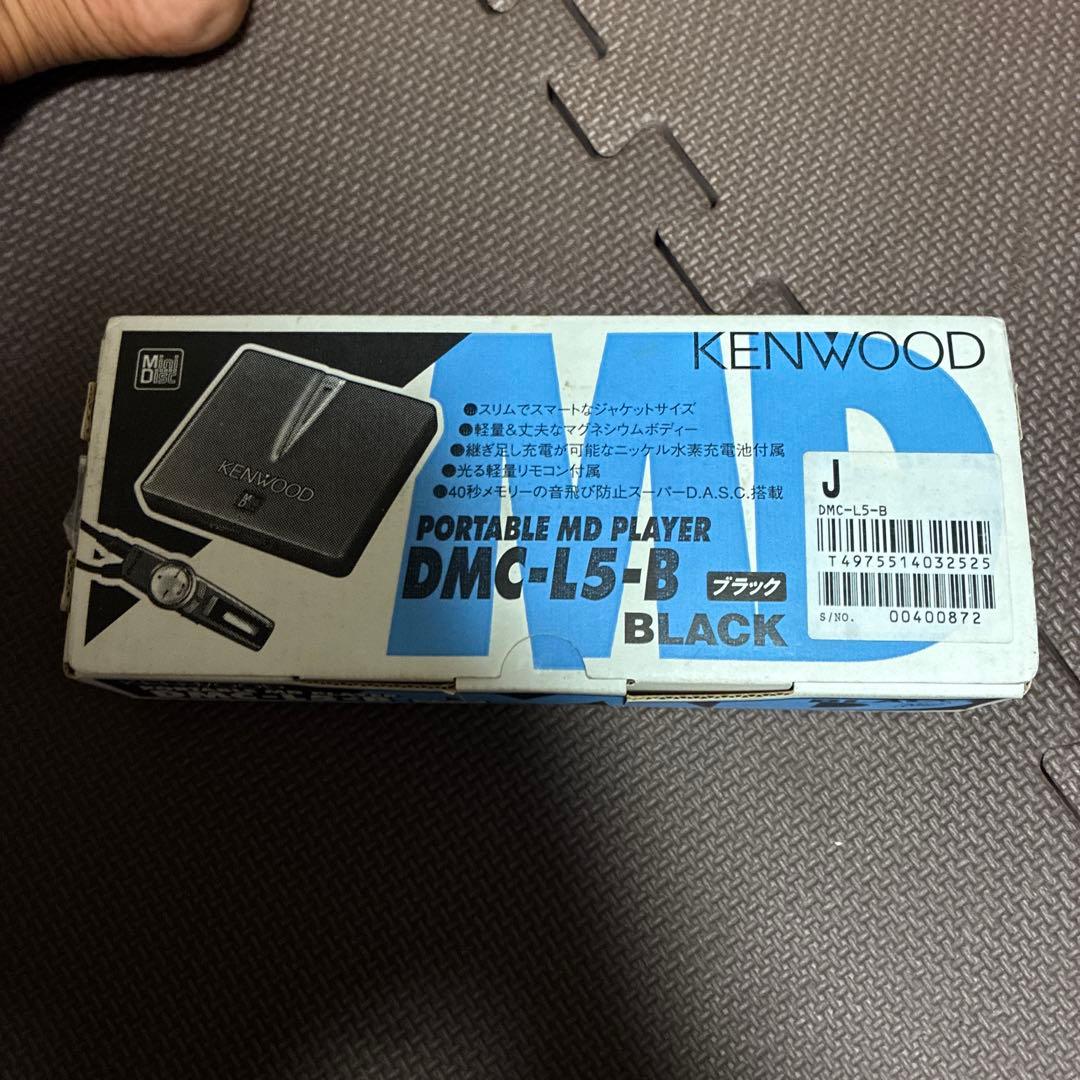 Mini
Disc
KENWOOD
●スリムでスマートなジャケットサイズ
●軽量&丈夫なマグネシウムボディー
●継ぎ足し充電が可能なニッケル水素充電池付属
●光る軽量リモコン付属
●40秒メモリーの音飛び防止スーパーD.A.S.C.搭載
KENWOOD
MD
PORTABLE MD PLAYER
DMC-L5-B ブラック
BLACK
J
DMC-L5-B
T4975514032525
S/NO. 00400872